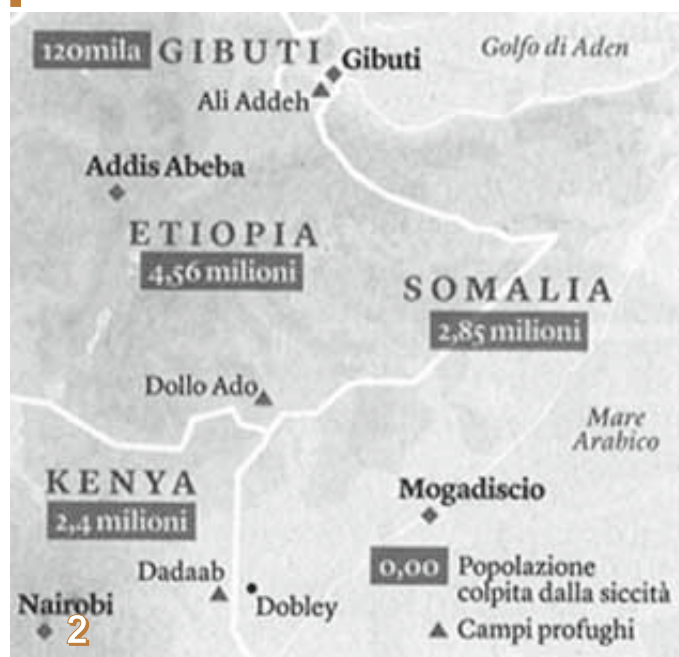 120mila GIBUTI
Gibuti
Golfo di Aden
Ali Addeh
Addis Abeba
ETIOPIA
4,56 milioni
SOMALIA
2,85 milioni
Dollo Ado
Mare
Arabico
KENYA
2,4 milioni
Mogadiscio
0,00 Popolazione
colpita dalla siccità
Dadaab
Dobley
Nairobi
2
Campi profughi